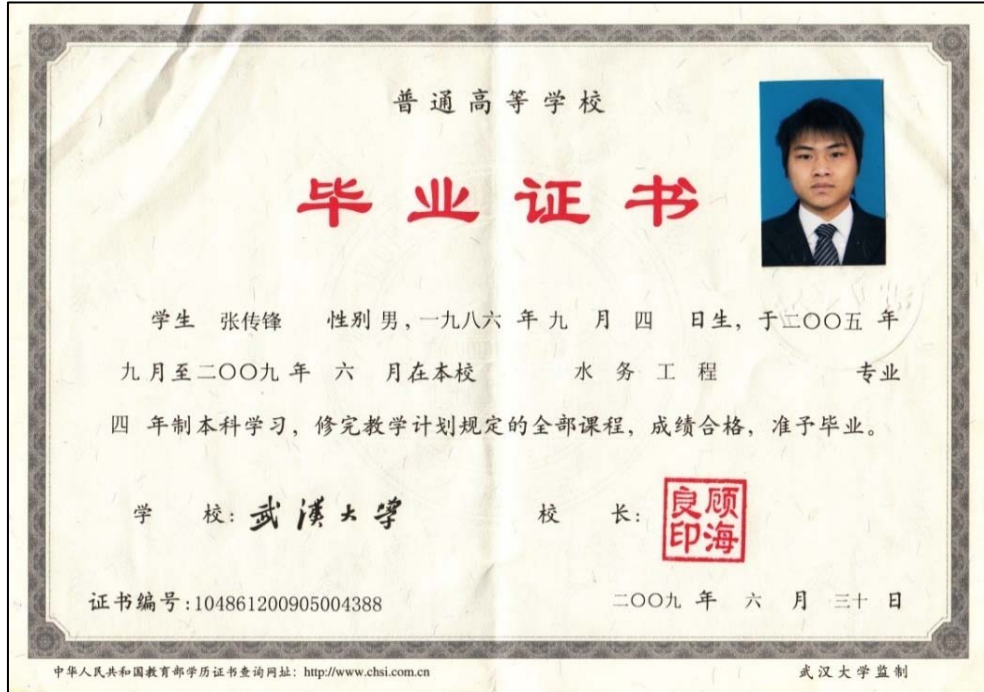 普通高等学校
毕业证书
学生 张传锋 性别 男，一九八六 年 九 月 四 日生，于二〇〇五 年
九 月至二〇〇九 年 六 月在本校 水务工程 专业
四 年制本科学习，修完教学计划规定的全部课程，成绩合格，准予毕业。
学 校：武漢大學 校 长：顾海良印
证书编号:104861200905004388 二〇〇九 年 六 月 三十 日
中华人民共和国教育部学历证书查询网址：http://www.chsi.com.cn 武汉大学监制